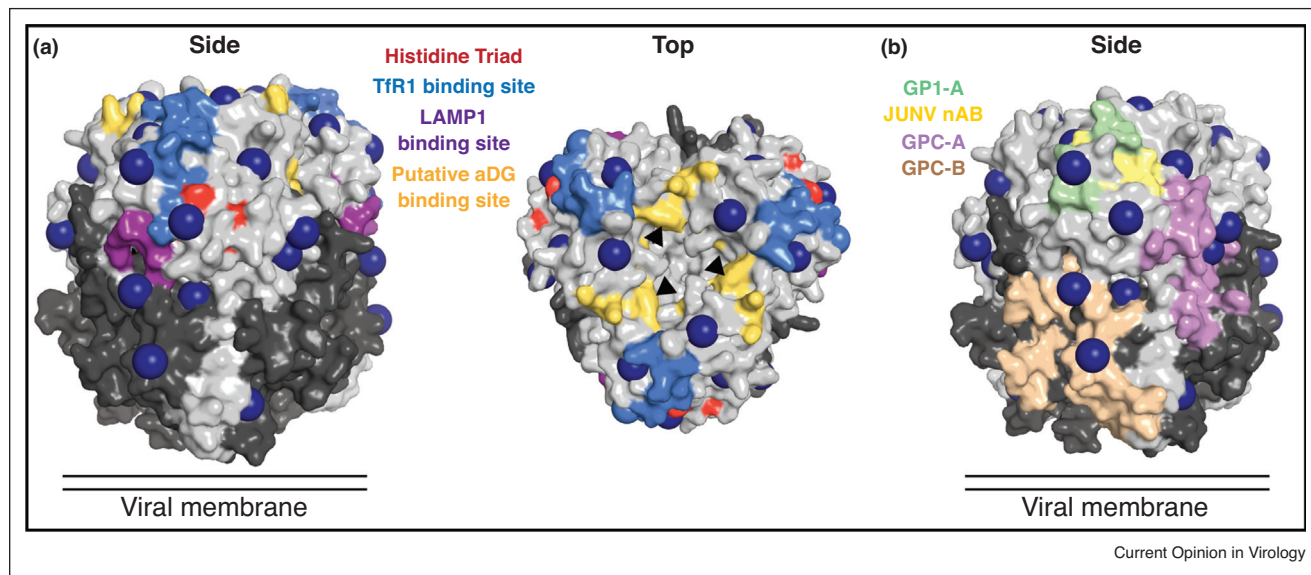 (a)
Side
Histidine Triad
TfR1 binding site
LAMP1
binding site
Putative aDG
binding site
Top
Viral membrane
(b)
Side
GP1-A
JUNV nAB
GPC-A
GPC-B
Viral membrane
Current Opinion in Virology